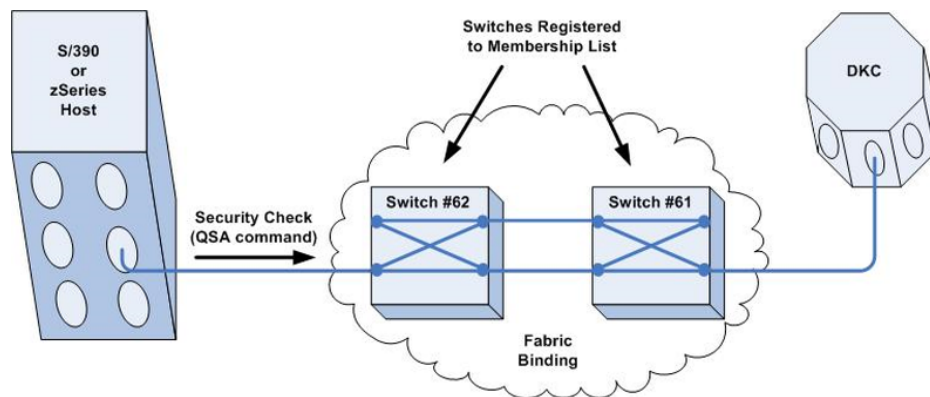 S/390
or
zSeries
Host
Switches Registered
to Membership List
DKC
Security Check
(QSA command)
Switch #62
Switch #61
Fabric
Binding